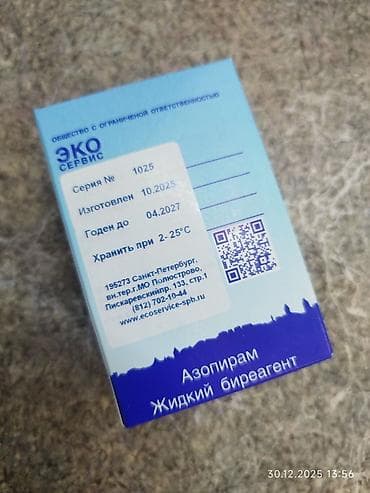 ОБЩЕСТВО С ОГРАНИЧЕНОЙ ОТВЕТСТВЕННОСТЬЮ
ЭКО
СЕРВИС
Серия № 1025
Изготовлен 10.2025
Годен до 04.2027
Хранить при 2-25°С
195273 Санкт-Петербург,
вн.тер.г.МО Полюстрово,
Пискаревскийпр. 133, стр.1
(812) 702-10-44
www.ecoservice-spb.ru
Азопирам
Жидкий биреагент
30.12.2025 13:56